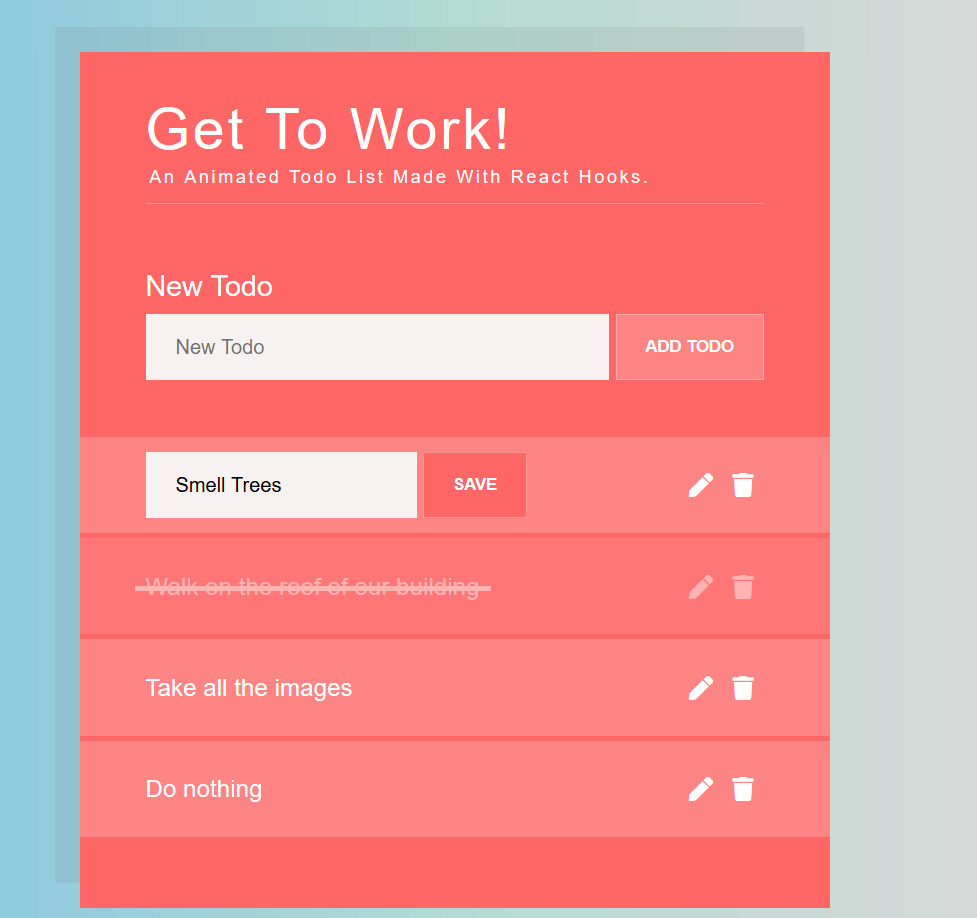 Get To Work!
An Animated Todo List Made With React Hooks.
New Todo
New Todo
ADD TODO
Smell Trees
SAVE
Walk on the roof of our building
Take all the images
Do nothing